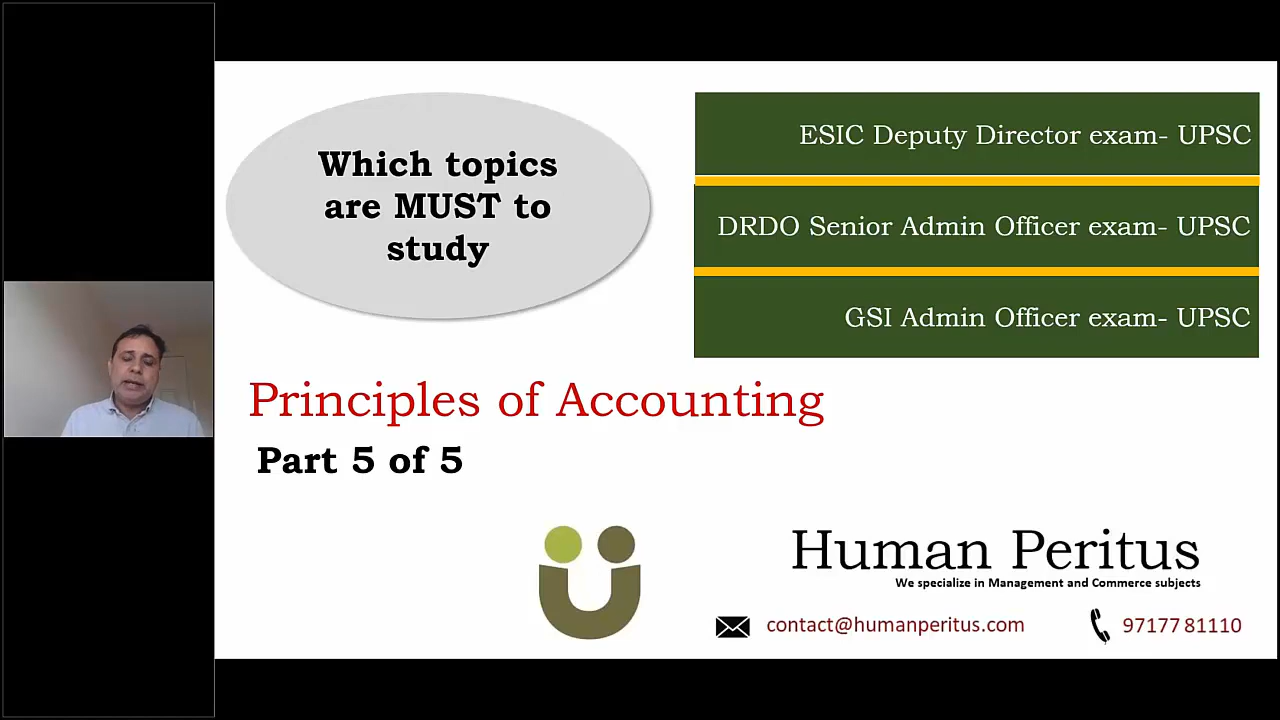 Which topics
are MUST to
study
ESIC Deputy Director exam- UPSC
DRDO Senior Admin Officer exam- UPSC
GSI Admin Officer exam- UPSC
Principles of Accounting
Part 5 of 5
Human Peritus
We specialize in Management and Commerce subjects
contact@humanperitus.com
97177 81110